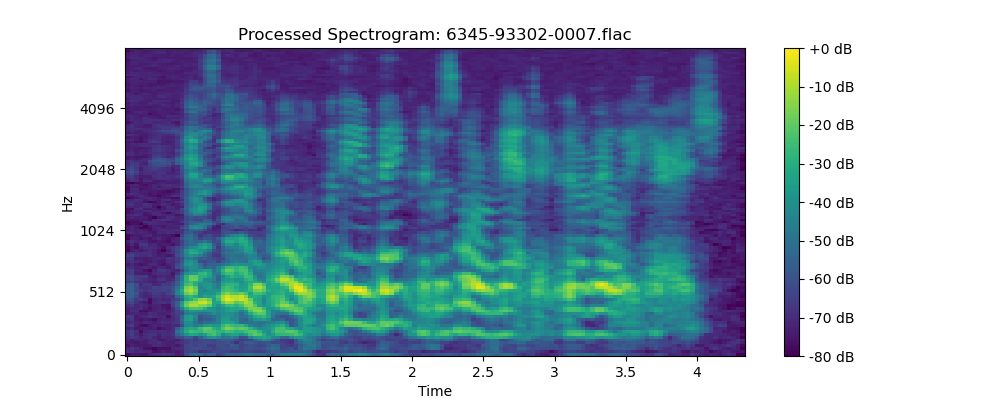 Processed Spectrogram: 6345-93302-0007.flac
Hz
4096
2048
1024
512
0
0 0.5 1 1.5 2 2.5 3 3.5 4
Time
+0 dB
-10 dB
-20 dB
-30 dB
-40 dB
-50 dB
-60 dB
-70 dB
-80 dB